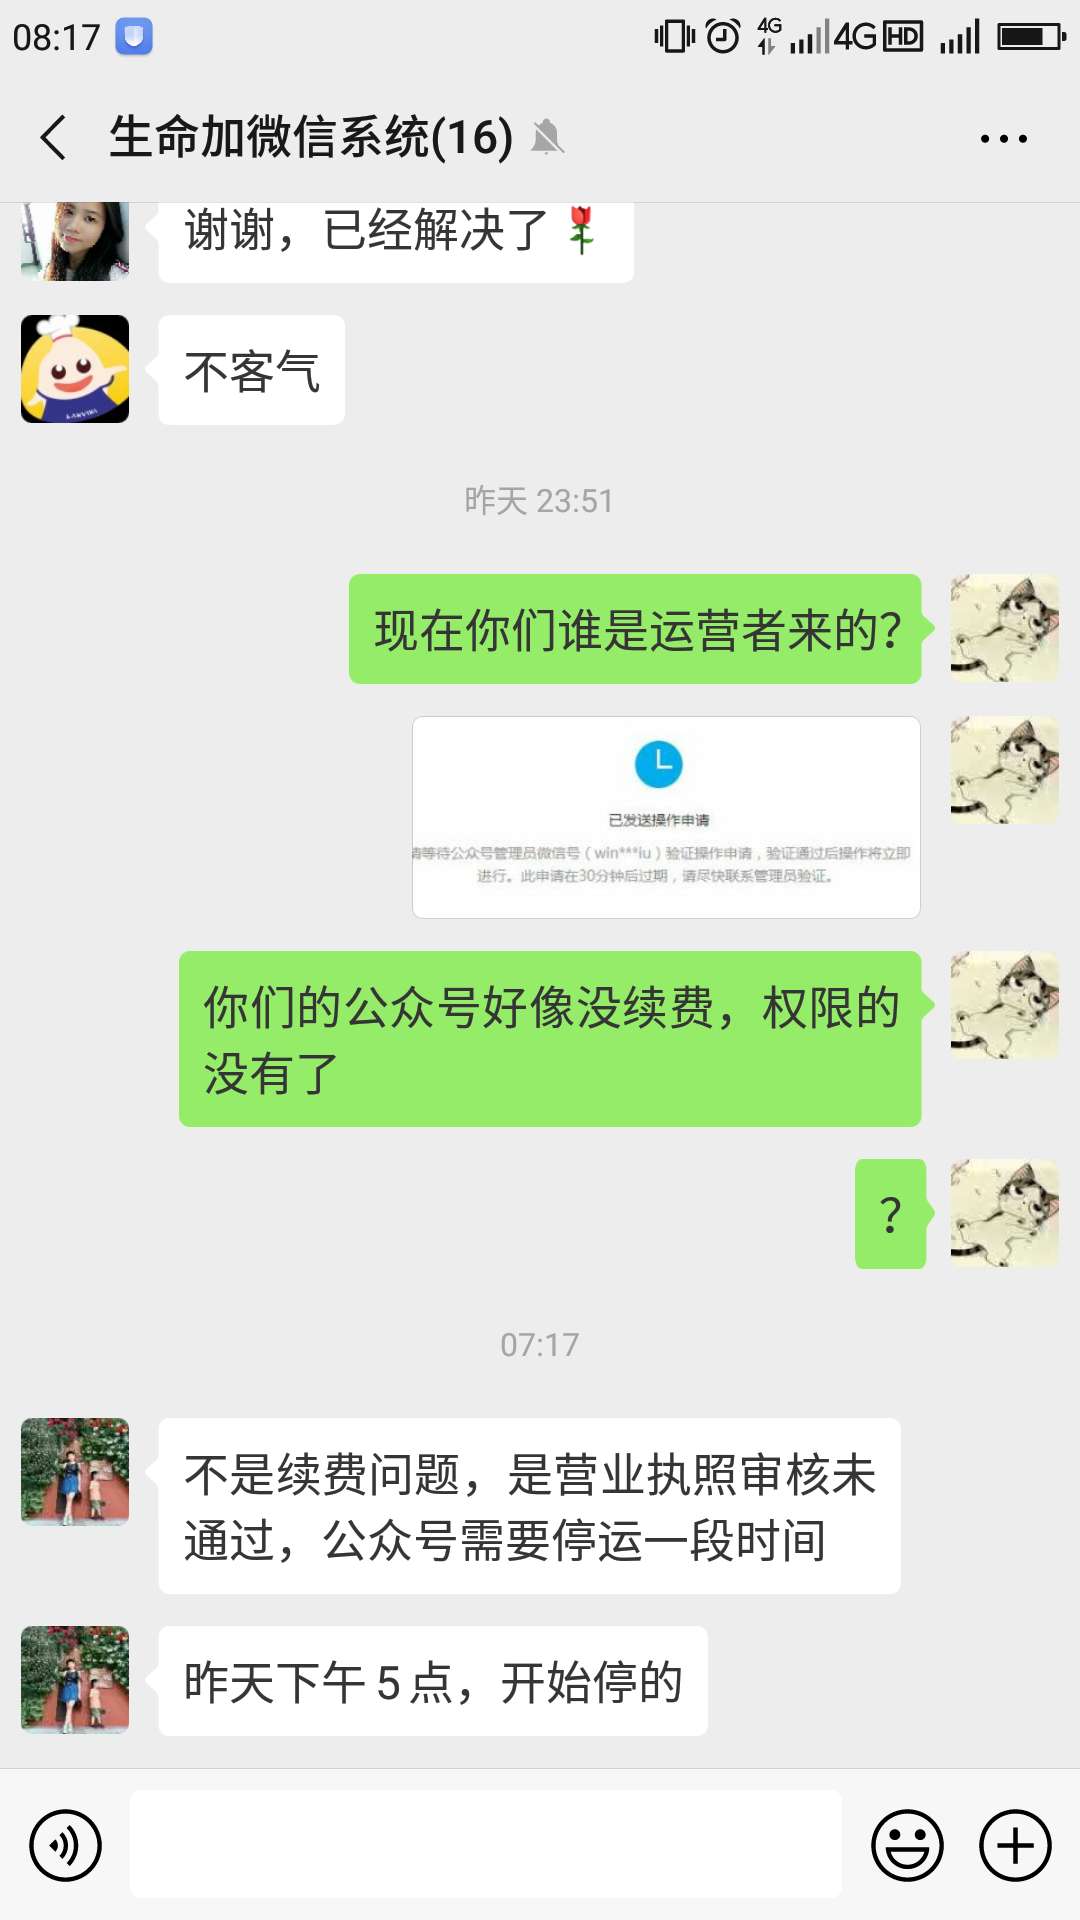 08:17
4G
4G HD
生命加微信系统(16)
谢谢，已经解决了
不客气
昨天 23:51
现在你们谁是运营者来的?
已发送操作申请
请等待公众号管理员微信号（win***iu）验证操作申请，验证通过后操作将立即
进行。此申请在30分钟后过期，请尽快联系管理员验证。
你们的公众号好像没续费，权限的
没有了
？
07:17
不是续费问题，是营业执照审核未
通过，公众号需要停运一段时间
昨天下午５点，开始停的